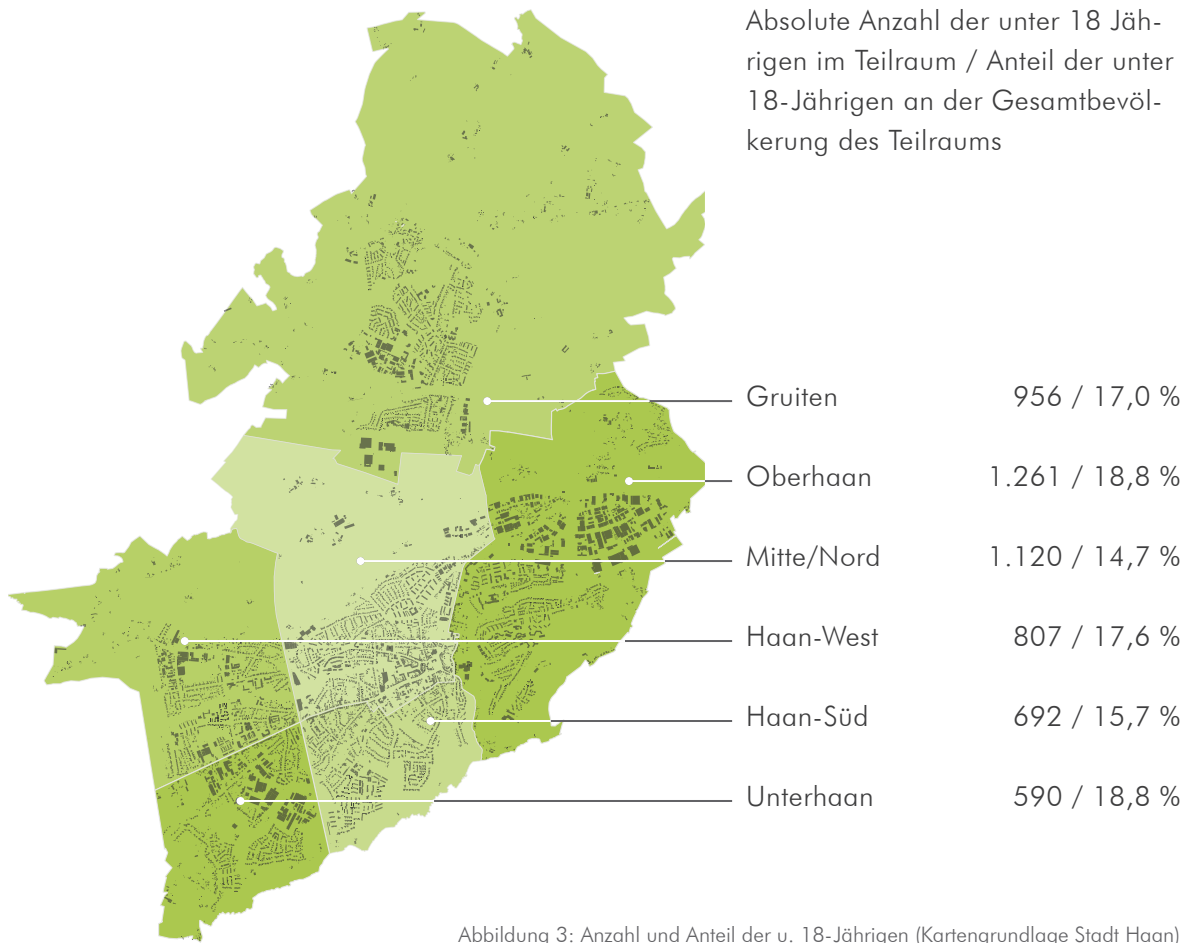 Absolute Anzahl der unter 18 Jäh-
rigen im Teilraum / Anteil der unter
18-Jährigen an der Gesamtbevöl-
kerung des Teilraums
Gruiten 956 / 17,0 %
Oberhaan 1.261 / 18,8 %
Mitte/Nord 1.120 / 14,7 %
Haan-West 807 / 17,6 %
Haan-Süd 692 / 15,7 %
Unterhaan 590 / 18,8 %
Abbildung 3: Anzahl und Anteil der u. 18-Jährigen (Kartengrundlage Stadt Haan)